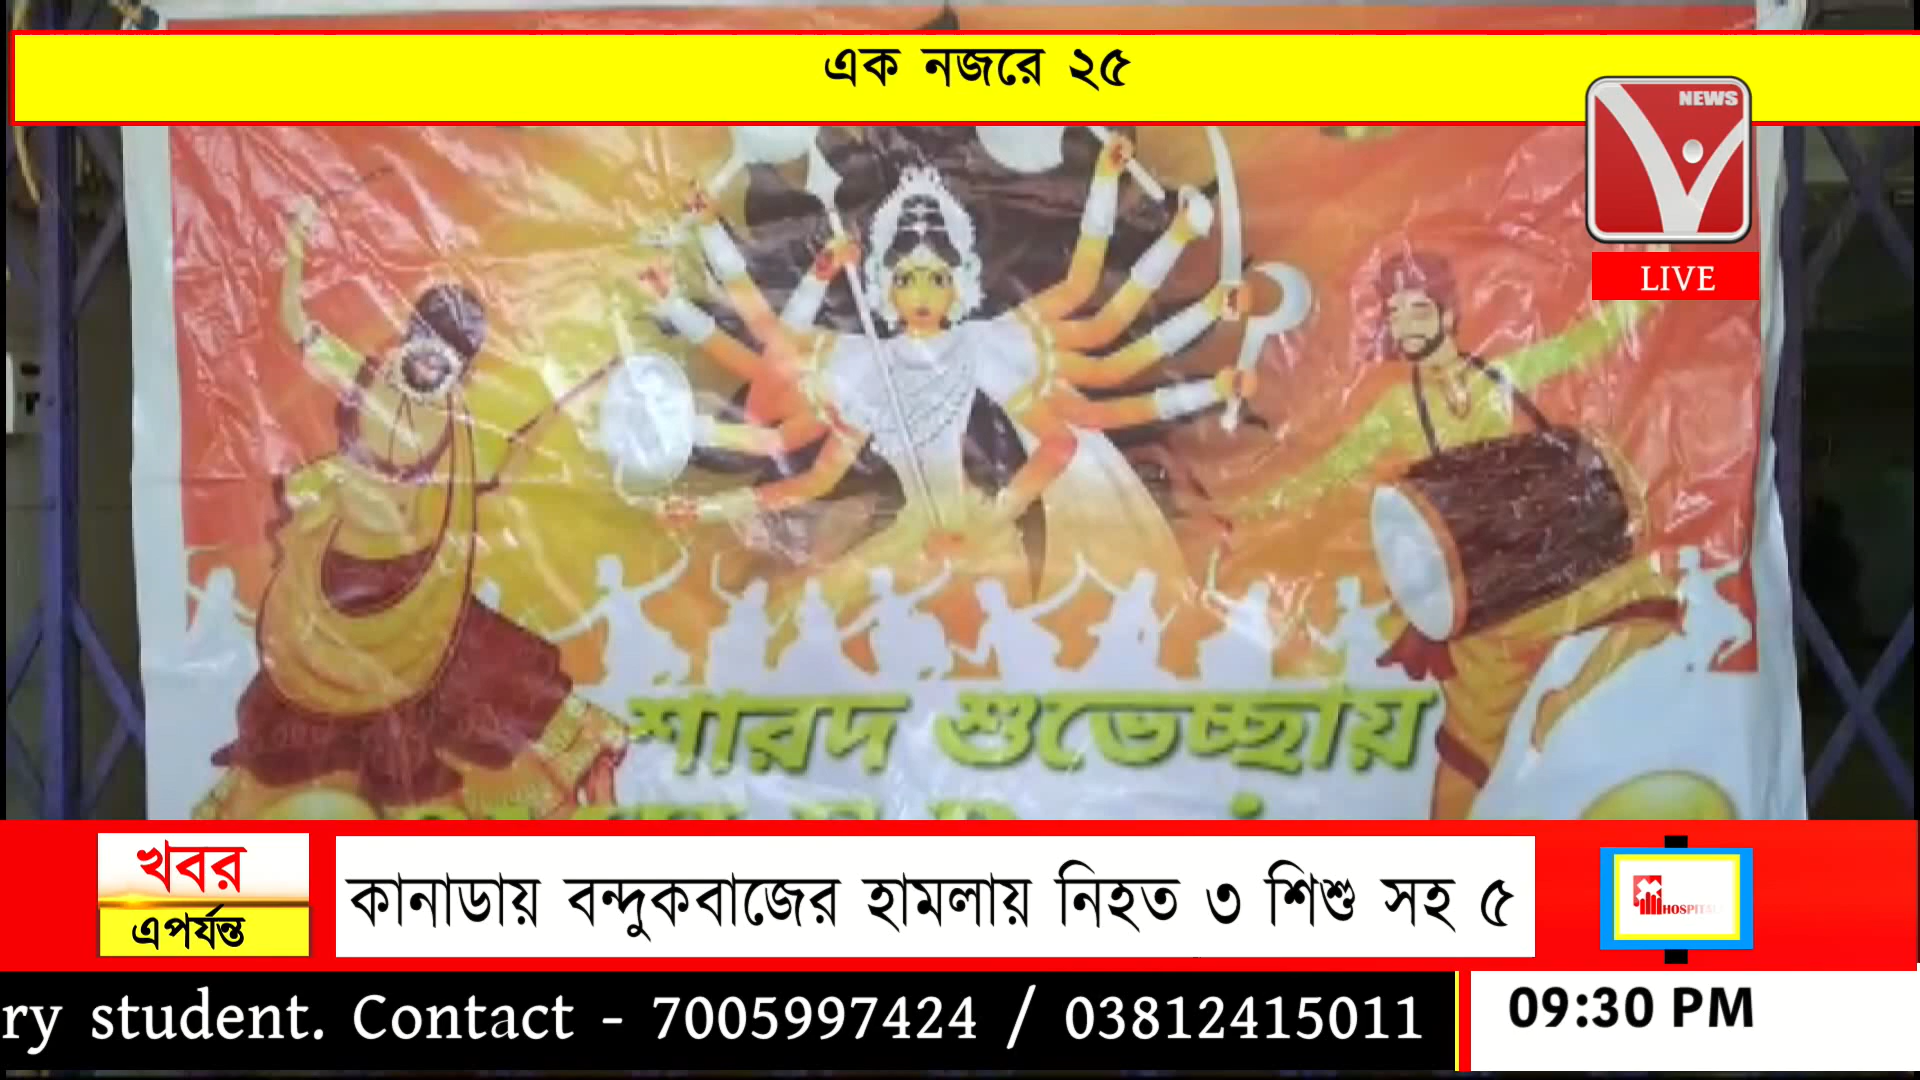 এক নজরে ২৫
NEWS
LIVE
শারদ শুভেচ্ছায়
খবর
এপর্যন্ত
কানাডায় বন্দুকবাজের হামলায় নিহত ৩ শিশু সহ ৫
HOSPITAL
ry student. Contact - 7005997424 / 03812415011
09:30 PM